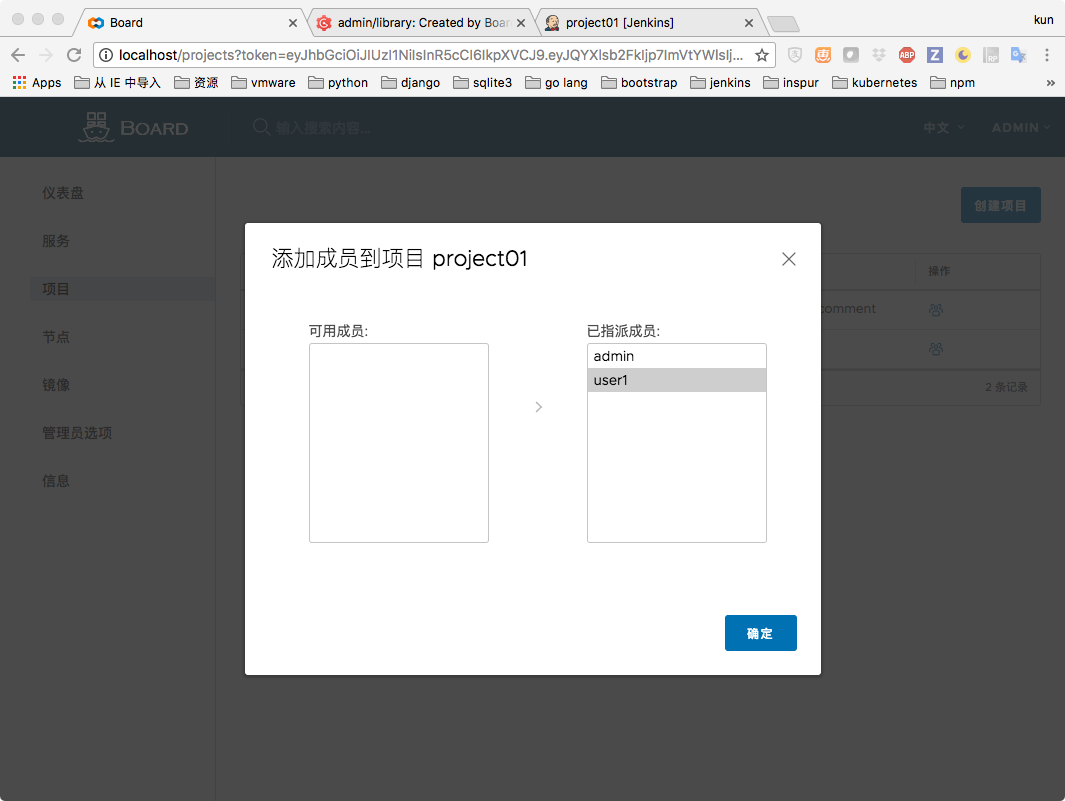 kun
Board
admin/library: Created by Boar
project01 [Jenkins]
localhost/projects?token=eyJhbGciOiJIUzI1NiIsInR5cCI6IkpXVCJ9.eyJQYXlsb2FkIjp7ImVtYWlsIj...
ABP
Z
Apps
从 IE 中导入
资源
vmware
python
django
sqlite3
go lang
bootstrap
jenkins
inspur
kubernetes
npm
»
BOARD
输入搜索内容...
中文
ADMIN
仪表盘
服务
项目
节点
镜像
管理员选项
信息
创建项目
操作
comment
2 条记录
添加成员到项目 project01
可用成员:
已指派成员:
admin
user1
确定